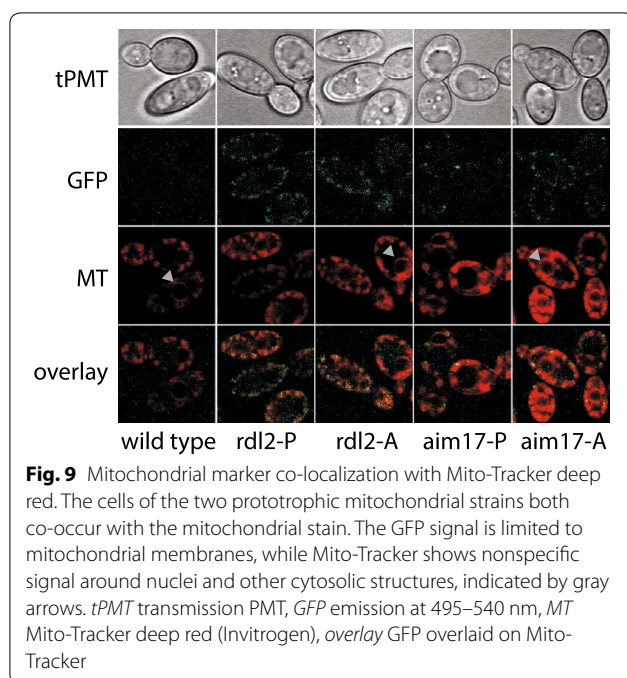 tPMT
GFP
MT
overlay
wild type rdl2-P rdl2-A aim17-P aim17-A
Fig. 9 Mitochondrial marker co-localization with Mito-Tracker deep
red. The cells of the two prototrophic mitochondrial strains both
co-occur with the mitochondrial stain. The GFP signal is limited to
mitochondrial membranes, while Mito-Tracker shows nonspecific
signal around nuclei and other cytosolic structures, indicated by gray
arrows. tPMT transmission PMT, GFP emission at 495–540 nm, MT
Mito-Tracker deep red (Invitrogen), overlay GFP overlaid on Mito-
Tracker